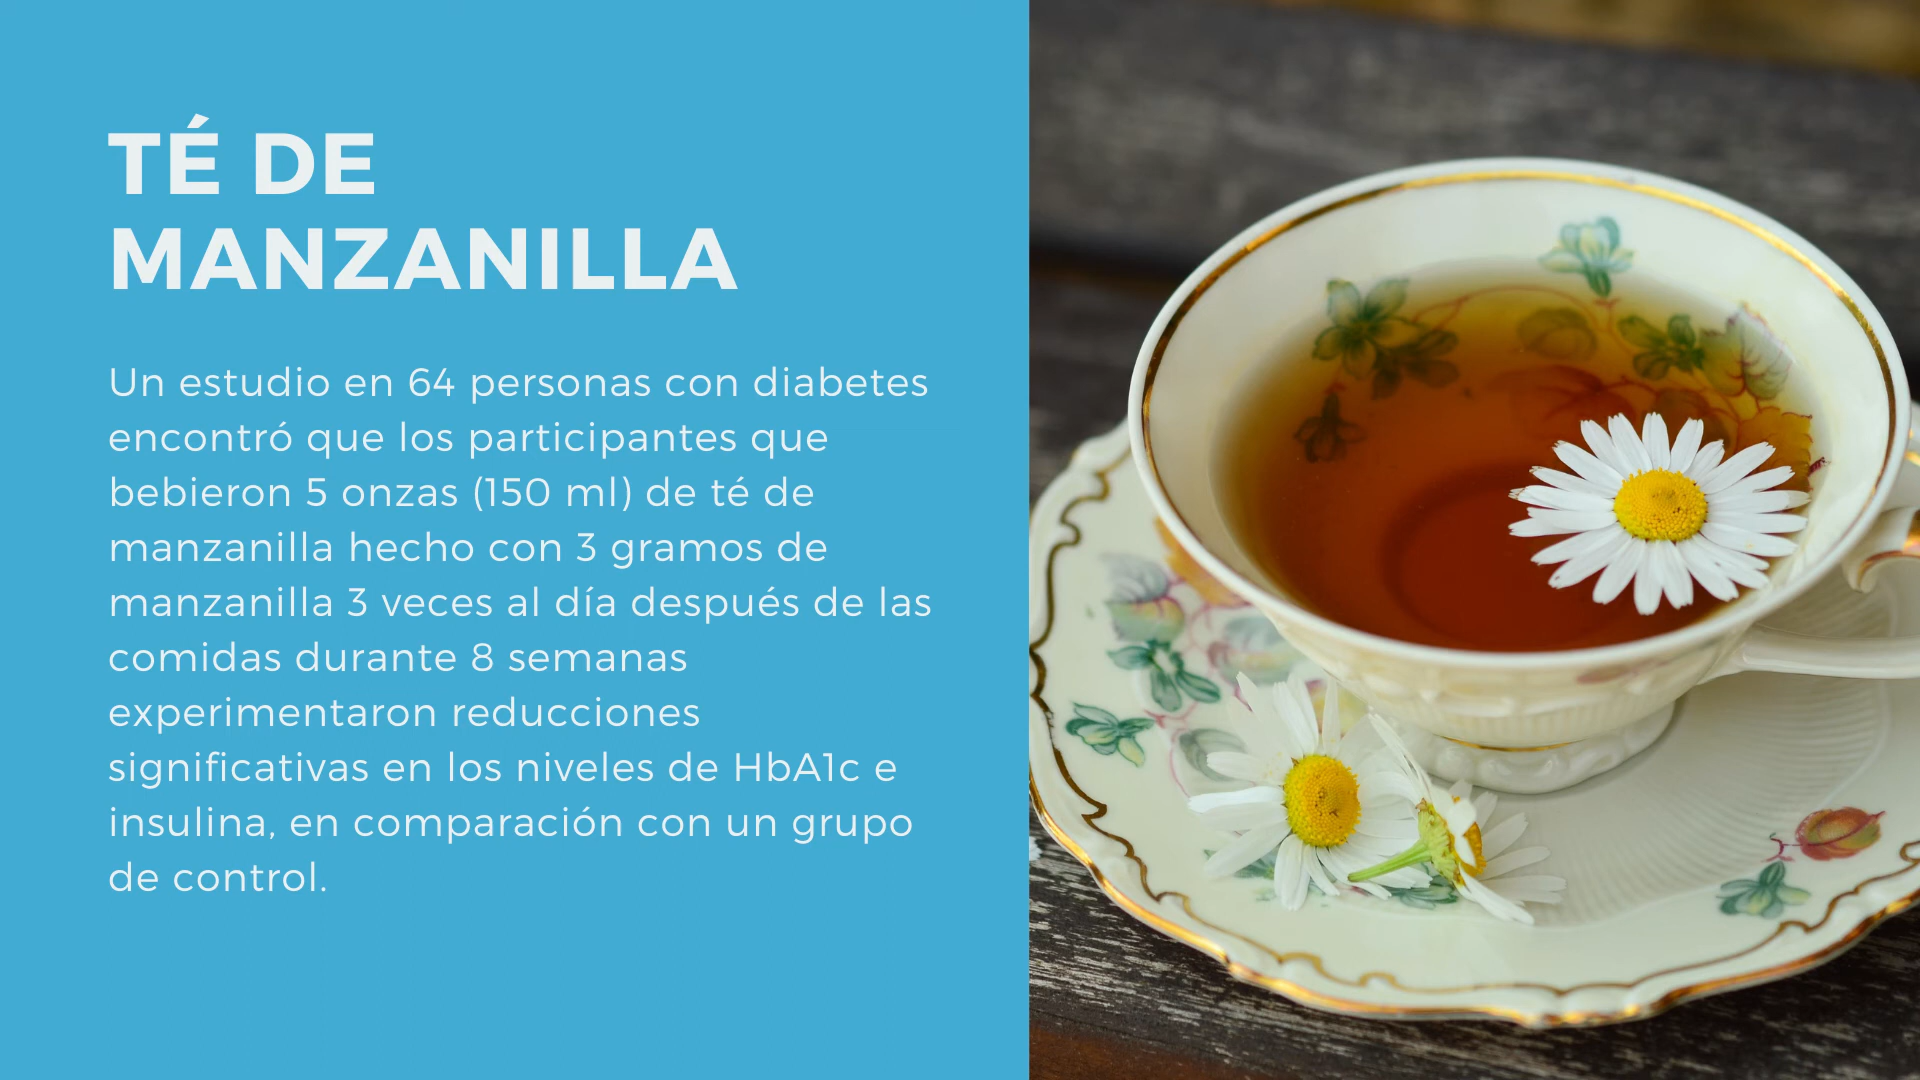 TÉ DE
MANZANILLA
Un estudio en 64 personas con diabetes
encontró que los participantes que
bebieron 5 onzas (150 ml) de té de
manzanilla hecho con 3 gramos de
manzanilla 3 veces al día después de las
comidas durante 8 semanas
experimentaron reducciones
significativas en los niveles de HbA1c e
insulina, en comparación con un grupo
de control.